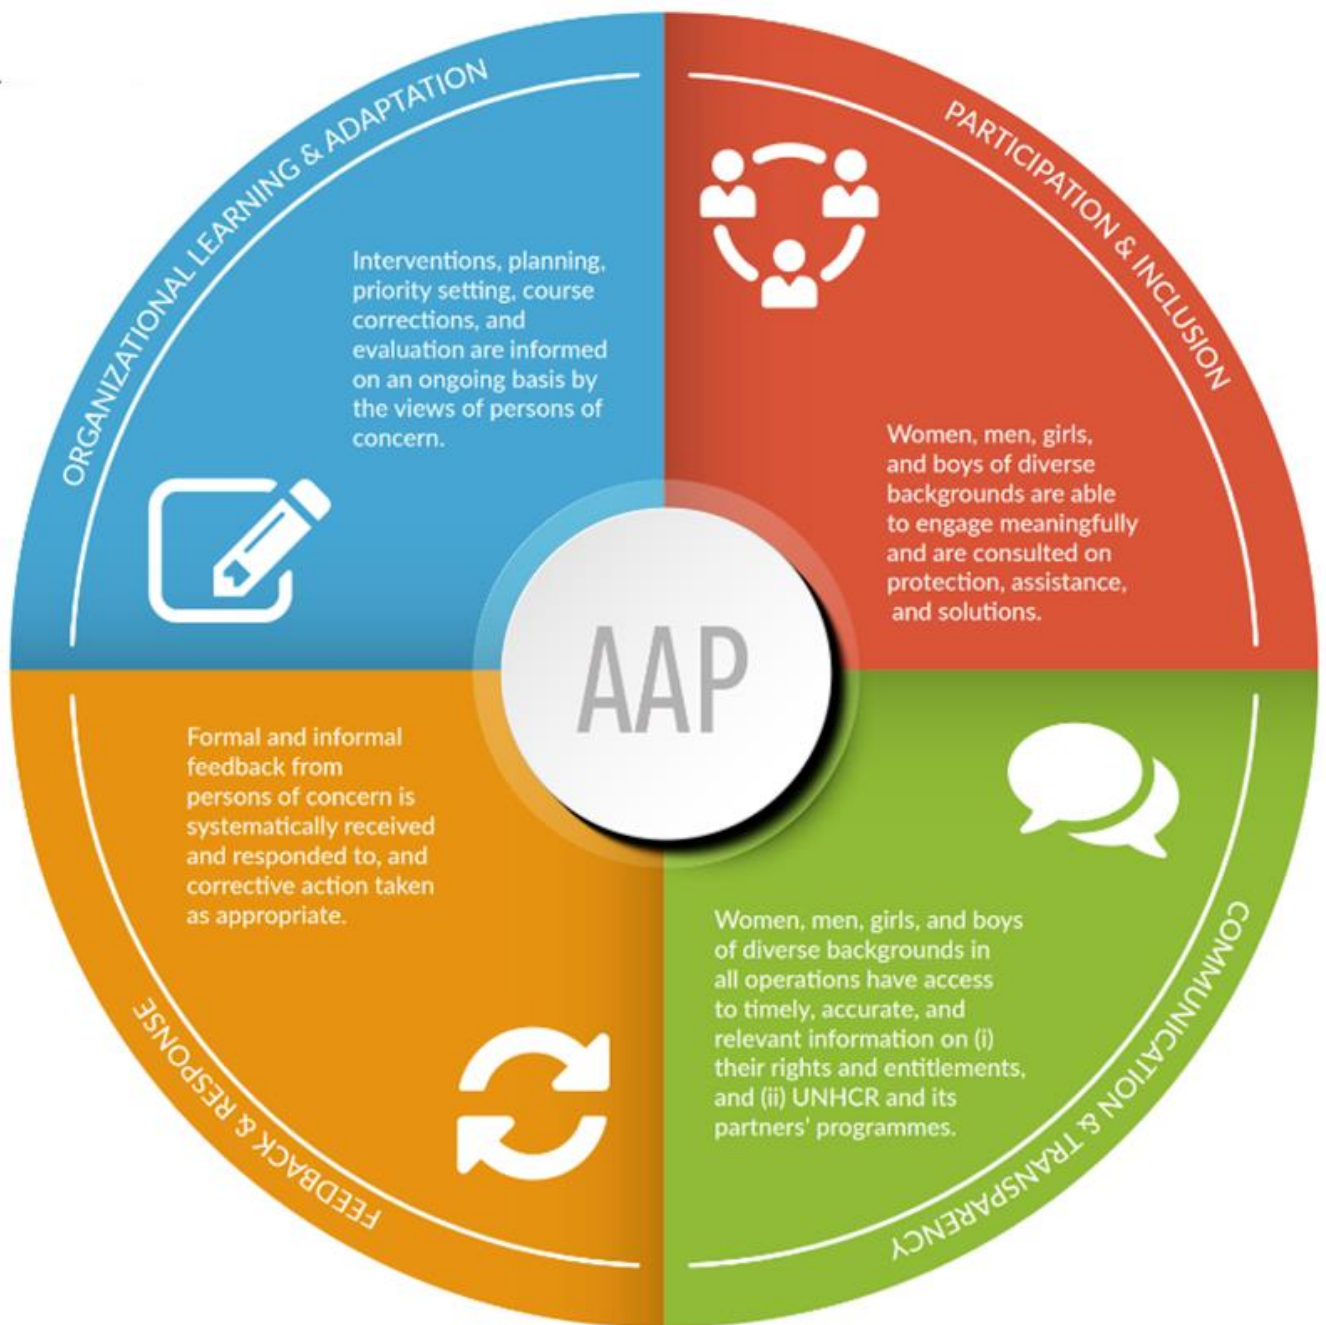 ORGANIZATIONAL LEARNING & ADAPTATION
Interventions, planning,
priority setting, course
corrections, and
evaluation are informed
on an ongoing basis by
the views of persons of
concern.
PARTICIPATION & INCLUSION
Women, men, girls,
and boys of diverse
backgrounds are able
to engage meaningfully
and are consulted on
protection, assistance,
and solutions.
AAP
Formal and informal
feedback from
persons of concern is
systematically received
and responded to, and
corrective action taken
as appropriate.
FEEDBACK & RESPONSE
Women, men, girls, and boys
of diverse backgrounds in
all operations have access
to timely, accurate, and
relevant information on (i)
their rights and entitlements,
and (ii) UNHCR and its
partners' programmes.
COMMUNICATION & TRANSPARENCY